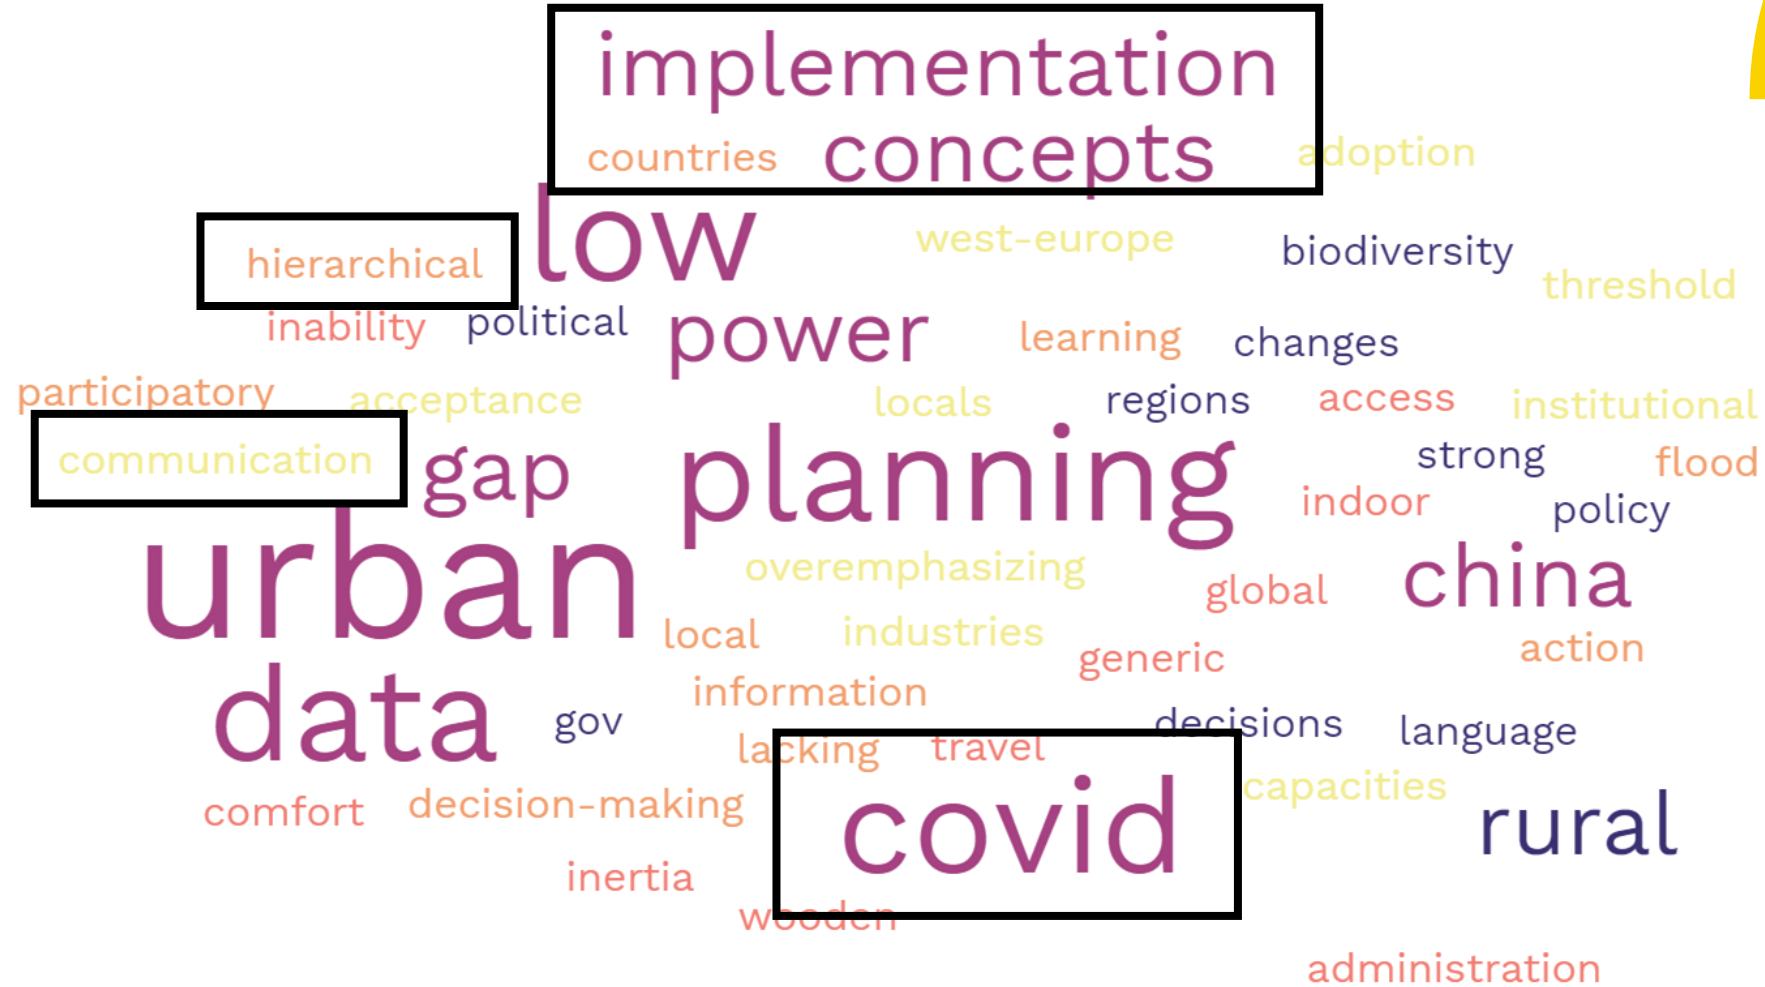 implementation
countries concepts adoption
low
west-europe biodiversity
hierarchical
threshold
inability political power learning changes
participatory acceptance locals regions access institutional
communication gap planning strong flood
indoor policy
urban overemphasizing global china
local industries generic action
data information
gov decisions language
lacking travel
comfort decision-making covid capacities rural
inertia
wooden
administration